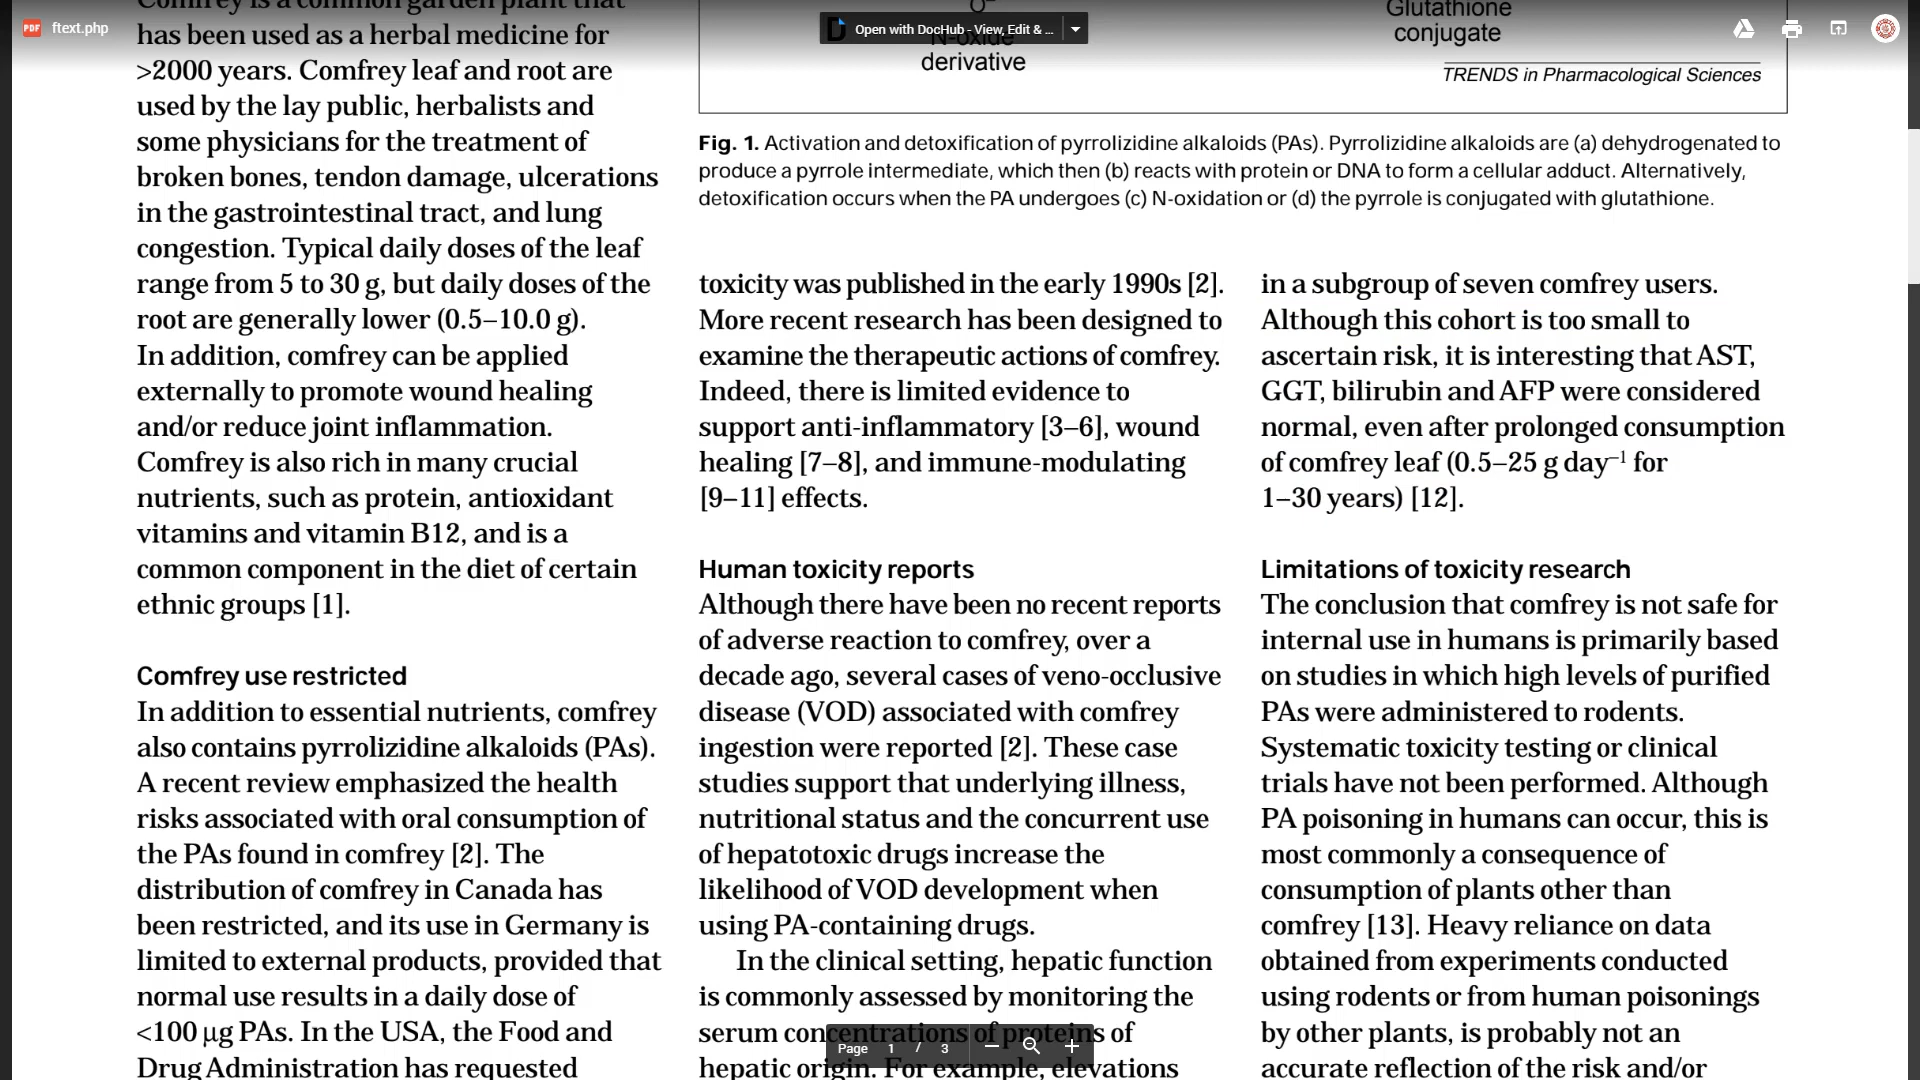 Comfrey is a common garden plant that
ftext.php
has been used as a herbal medicine for
>2000 years. Comfrey leaf and root are
used by the lay public, herbalists and
some physicians for the treatment of
broken bones, tendon damage, ulcerations
in the gastrointestinal tract, and lung
congestion. Typical daily doses of the leaf
range from 5 to 30 g, but daily doses of the
root are generally lower (0.5–10.0 g).
In addition, comfrey can be applied
externally to promote wound healing
and/or reduce joint inflammation.
Comfrey is also rich in many crucial
nutrients, such as protein, antioxidant
vitamins and vitamin B12, and is a
common component in the diet of certain
ethnic groups [1].
Comfrey use restricted
In addition to essential nutrients, comfrey
also contains pyrrolizidine alkaloids (PAs).
A recent review emphasized the health
risks associated with oral consumption of
the PAs found in comfrey [2]. The
distribution of comfrey in Canada has
been restricted, and its use in Germany is
limited to external products, provided that
normal use results in a daily dose of
<100 µg PAs. In the USA, the Food and
Drug Administration has requested
O-
Open with DocHub - View, Edit & ...
N-oxide
derivative
Glutathione
conjugate
TRENDS in Pharmacological Sciences
Fig. 1. Activation and detoxification of pyrrolizidine alkaloids (PAs). Pyrrolizidine alkaloids are (a) dehydrogenated to
produce a pyrrole intermediate, which then (b) reacts with protein or DNA to form a cellular adduct. Alternatively,
detoxification occurs when the PA undergoes (c) N-oxidation or (d) the pyrrole is conjugated with glutathione.
toxicity was published in the early 1990s [2].
More recent research has been designed to
examine the therapeutic actions of comfrey.
Indeed, there is limited evidence to
support anti-inflammatory [3–6], wound
healing [7–8], and immune-modulating
[9–11] effects.
Human toxicity reports
Although there have been no recent reports
of adverse reaction to comfrey, over a
decade ago, several cases of veno-occlusive
disease (VOD) associated with comfrey
ingestion were reported [2]. These case
studies support that underlying illness,
nutritional status and the concurrent use
of hepatotoxic drugs increase the
likelihood of VOD development when
using PA-containing drugs.
In the clinical setting, hepatic function
is commonly assessed by monitoring the
serum concentrations of proteins of
hepatic origin. For example, elevations
Page 1 / 3
in a subgroup of seven comfrey users.
Although this cohort is too small to
ascertain risk, it is interesting that AST,
GGT, bilirubin and AFP were considered
normal, even after prolonged consumption
of comfrey leaf (0.5–25 g day⁻¹ for
1–30 years) [12].
Limitations of toxicity research
The conclusion that comfrey is not safe for
internal use in humans is primarily based
on studies in which high levels of purified
PAs were administered to rodents.
Systematic toxicity testing or clinical
trials have not been performed. Although
PA poisoning in humans can occur, this is
most commonly a consequence of
consumption of plants other than
comfrey [13]. Heavy reliance on data
obtained from experiments conducted
using rodents or from human poisonings
by other plants, is probably not an
accurate reflection of the risk and/or